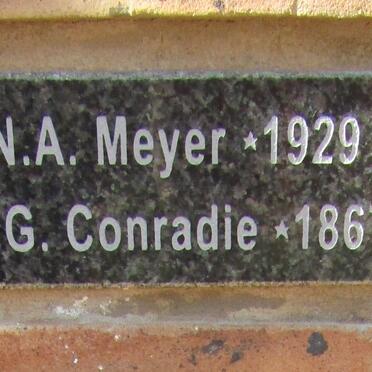 N.A. Meyer ★1929
G. Conradie ★186